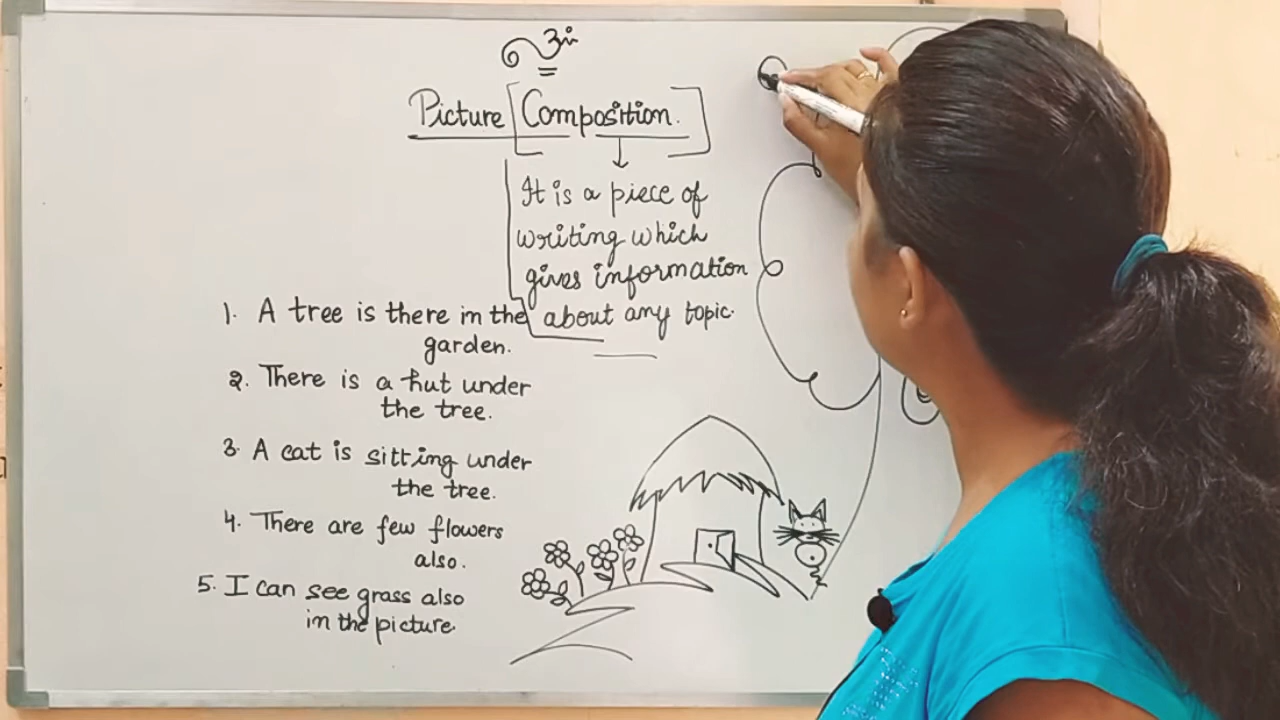 Picture [Composition.]
It is a piece of
writing which
gives information
about any topic.
1. A tree is there in the
garden.
2. There is a hut under
the tree.
3. A cat is sitting under
the tree.
4. There are few flowers
also.
5. I can see grass also
in the picture.